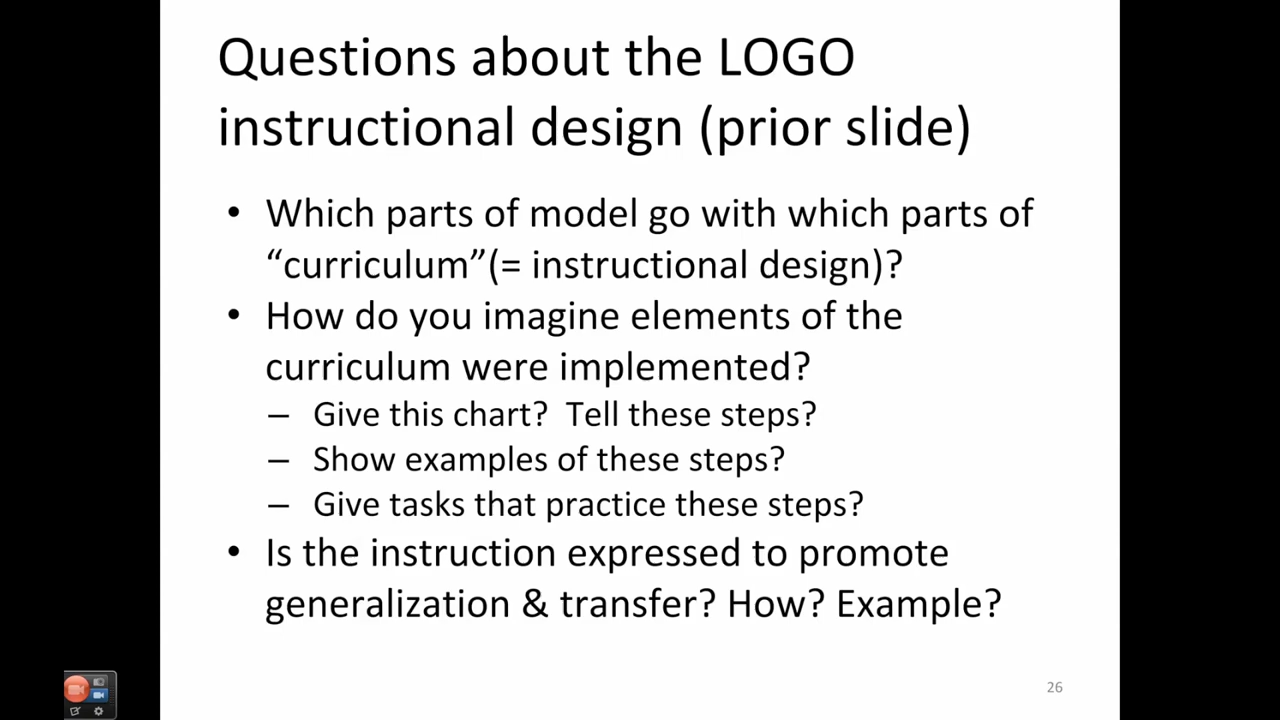 Questions about the LOGO
instructional design (prior slide)
• Which parts of model go with which parts of
“curriculum”(= instructional design)?
• How do you imagine elements of the
curriculum were implemented?
– Give this chart?  Tell these steps?
– Show examples of these steps?
– Give tasks that practice these steps?
• Is the instruction expressed to promote
generalization & transfer? How? Example?
26